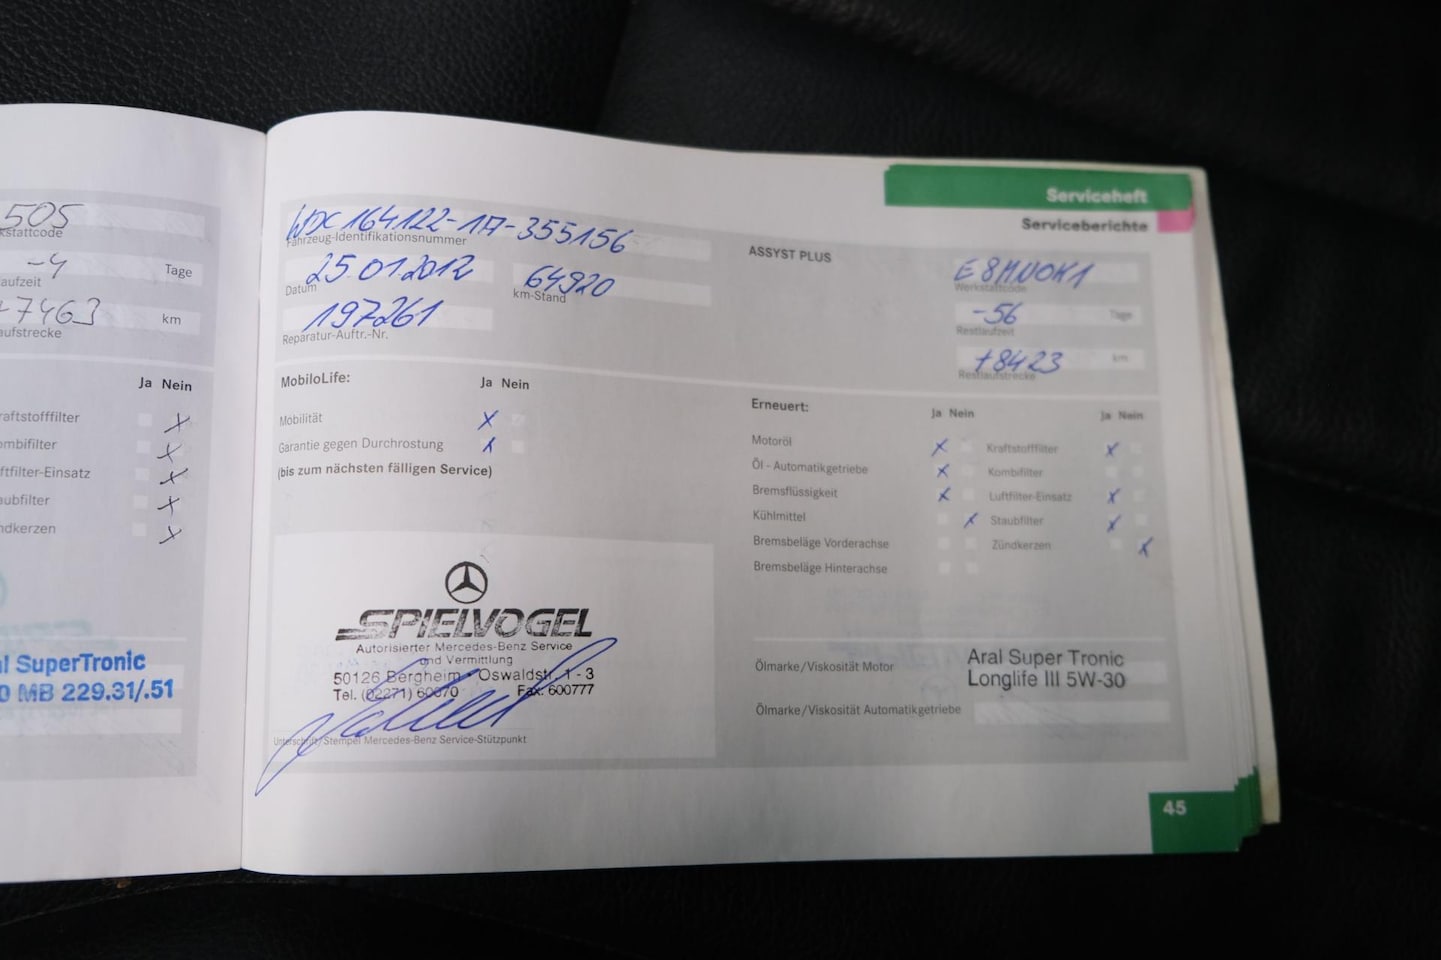 505
kstattcode
-4
Tage
aufzeit
7463
km
aufstrecke
Ja Nein
raftstofffilter
ombifilter
ftfilter-Einsatz
aubfilter
ndkerzen
l SuperTronic
0 MB 229.31/.51
Serviceheft
Serviceberichte
WDC 164122-1A-355156
Fahrzeug-Identifikationsnummer
25.01.2012
64920
Datum
km-Stand
197261
Reparatur-Auftr.-Nr.
ASSYST PLUS
E8MNOK1
Werkstattcode
-56
Tage
Restlaufzeit
+8423
km
Restlaufstrecke
MobiloLife:
Ja Nein
Mobilität
X
Garantie gegen Durchrostung
X
(bis zum nächsten fälligen Service)
Erneuert:
Ja Nein
Ja Nein
Motoröl
X
Kraftstofffilter
X
Öl - Automatikgetriebe
X
Kombifilter
Bremsflüssigkeit
X
Luftfilter-Einsatz
X
Kühlmittel
X
Staubfilter
X
Bremsbeläge Vorderachse
Zündkerzen
X
Bremsbeläge Hinterachse
SPIELVOGEL
Autorisierter Mercedes-Benz Service
und Vermittlung
50126 Bergheim · Oswaldstr. 1 - 3
Tel. (02271) 60070 Fax: 600777
Unterschrift/Stempel Mercedes-Benz Service-Stützpunkt
Ölmarke/Viskosität Motor
Aral Super Tronic
Longlife III 5W-30
Ölmarke/Viskosität Automatikgetriebe
45